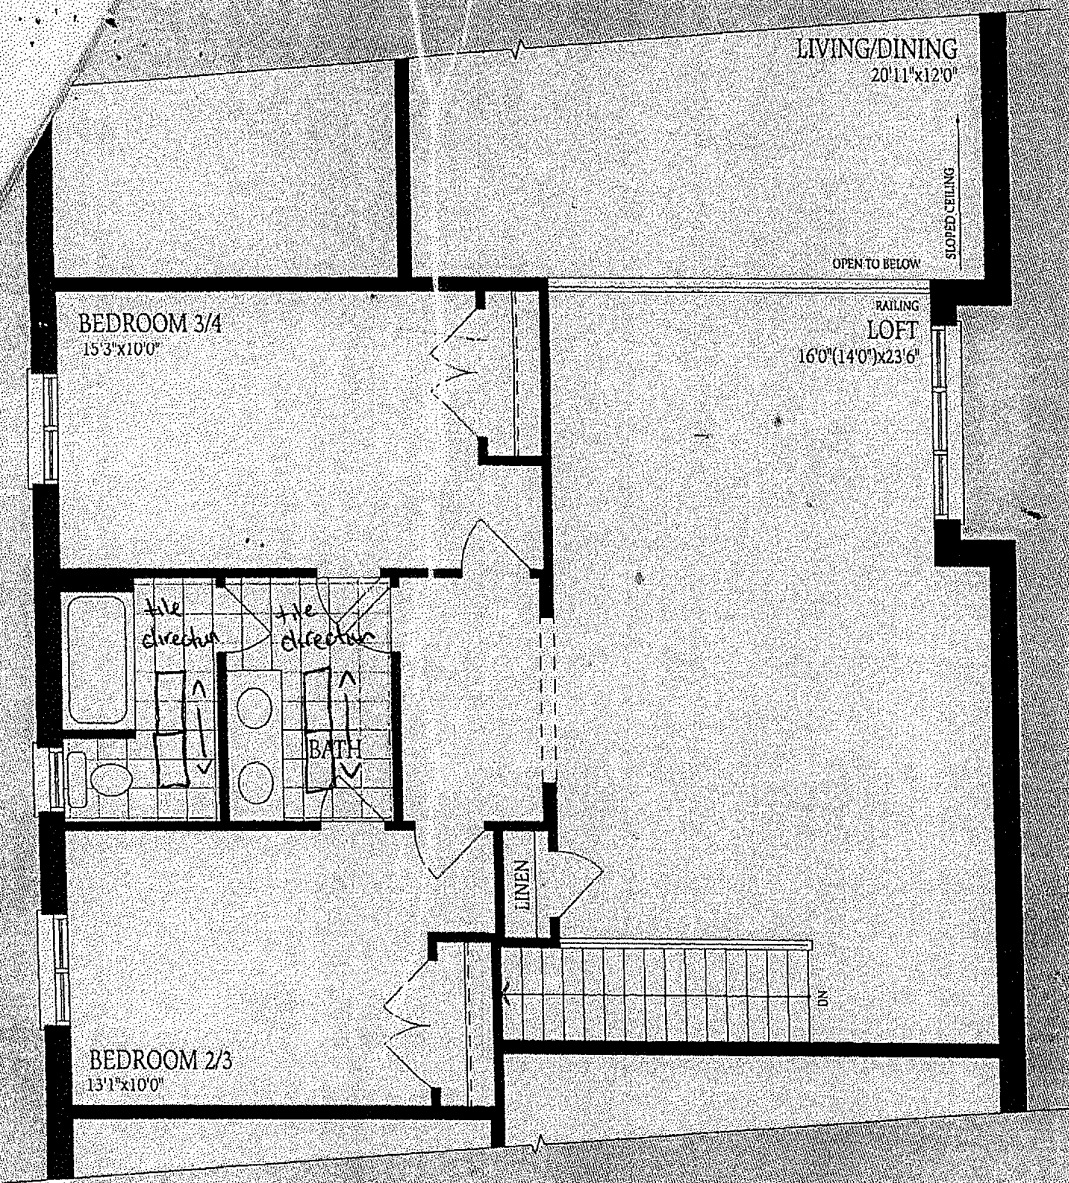 LIVING/DINING
20'11"x12'0"
SLOPED CEILING
OPEN TO BELOW
RAILING
LOFT
16'0"(14'0")x23'6"
BEDROOM 3/4
15'3"x10'0"
tile
direction
tile
direction
BATH
LINEN
DN
BEDROOM 2/3
13'1"x10'0"